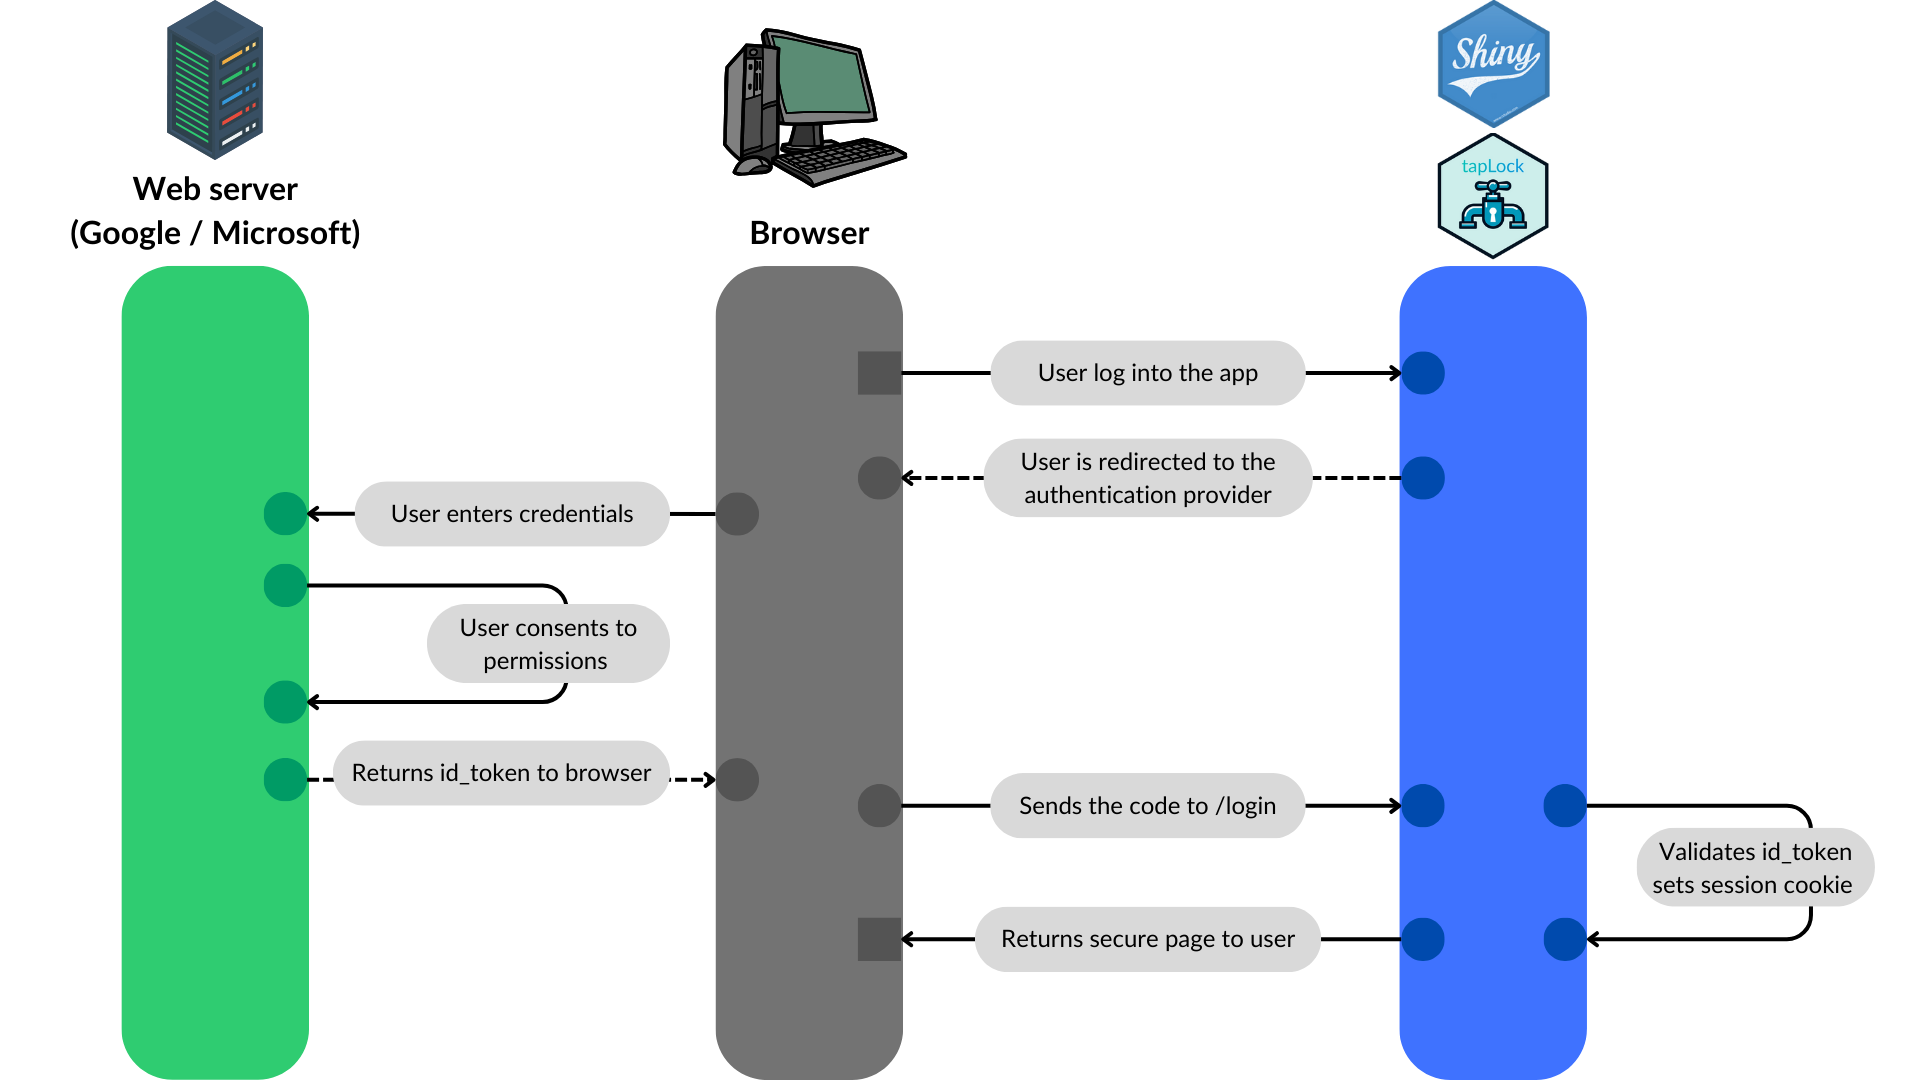 Shiny
tapLock
Web server
(Google / Microsoft)
Browser
User log into the app
User is redirected to the
authentication provider
User enters credentials
User consents to
permissions
Returns id_token to browser
Sends the code to /login
Validates id_token
sets session cookie
Returns secure page to user